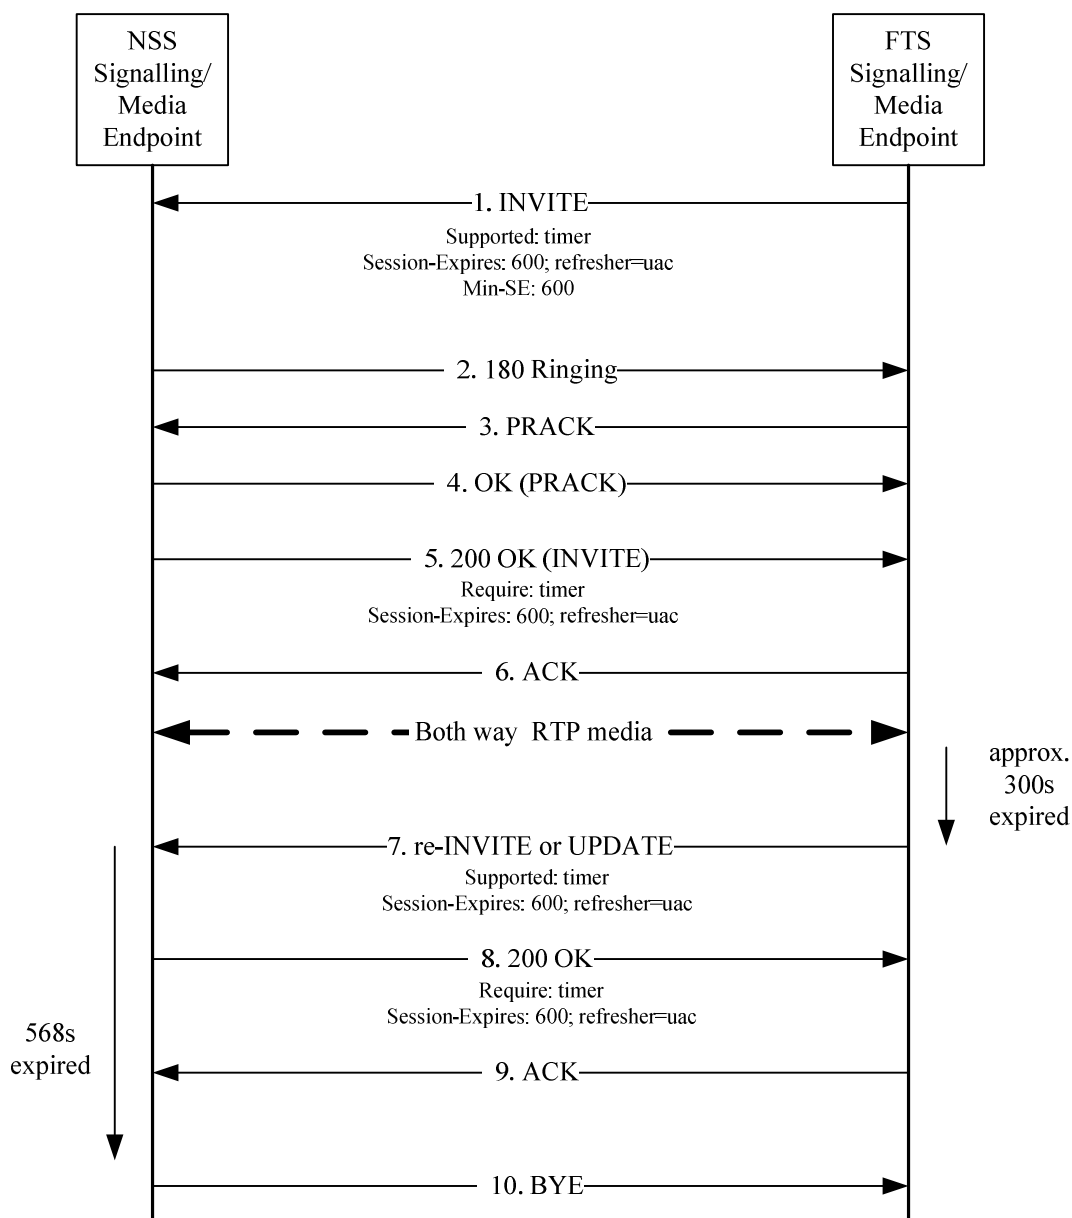 NSS
Signalling/
Media
Endpoint
FTS
Signalling/
Media
Endpoint
1. INVITE
Supported: timer
Session-Expires: 600; refresher=uac
Min-SE: 600
2. 180 Ringing
3. PRACK
4. OK (PRACK)
5. 200 OK (INVITE)
Require: timer
Session-Expires: 600; refresher=uac
6. ACK
Both way RTP media
approx.
300s
expired
7. re-INVITE or UPDATE
Supported: timer
Session-Expires: 600; refresher=uac
8. 200 OK
Require: timer
Session-Expires: 600; refresher=uac
568s
expired
9. ACK
10. BYE